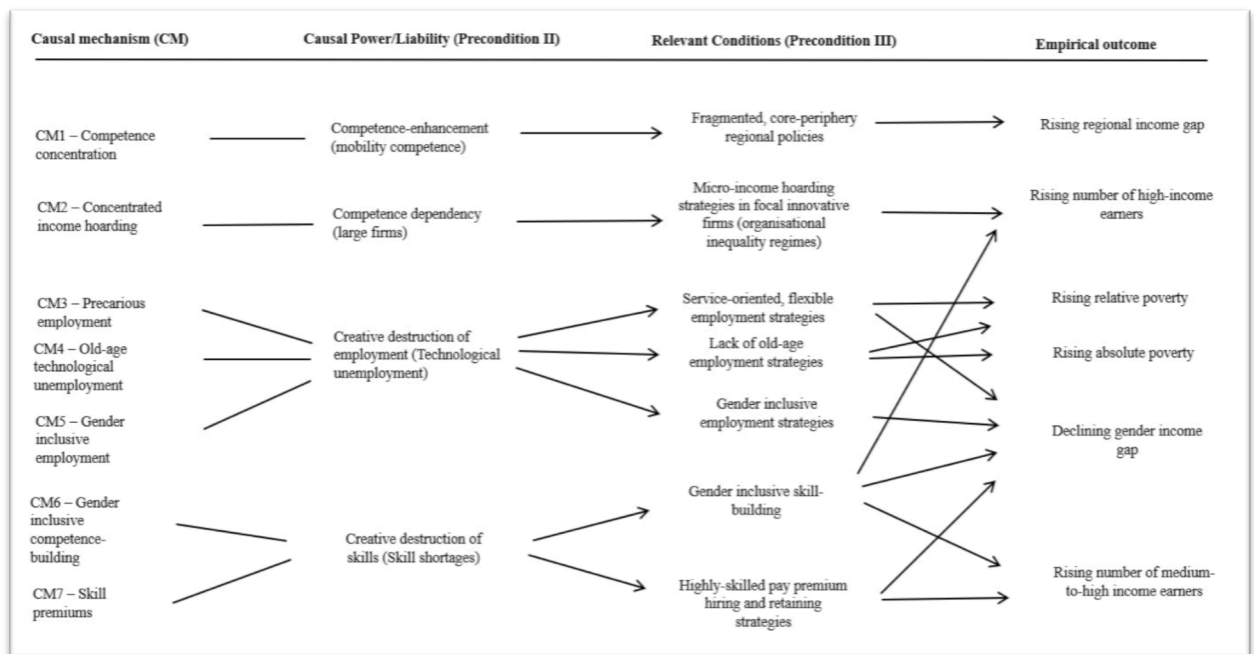 Causal mechanism (CM)
Causal Power/Liability (Precondition II)
Relevant Conditions (Precondition III)
Empirical outcome
CM1 – Competence
concentration
Competence-enhancement
(mobility competence)
Fragmented, core-periphery
regional policies
Rising regional income gap
CM2 – Concentrated
income hoarding
Competence dependency
(large firms)
Micro-income hoarding
strategies in focal innovative
firms (organisational
inequality regimes)
Rising number of high-income
earners
CM3 – Precarious
employment
CM4 – Old-age
technological
unemployment
CM5 – Gender
inclusive
employment
Creative destruction of
employment (Technological
unemployment)
Service-oriented, flexible
employment strategies
Lack of old-age
employment strategies
Gender inclusive
employment strategies
Rising relative poverty
Rising absolute poverty
Declining gender income
gap
CM6 – Gender
inclusive
competence-
building
CM7 – Skill
premiums
Creative destruction of
skills (Skill shortages)
Gender inclusive skill-
building
Highly-skilled pay premium
hiring and retaining
strategies
Rising number of medium-
to-high income earners